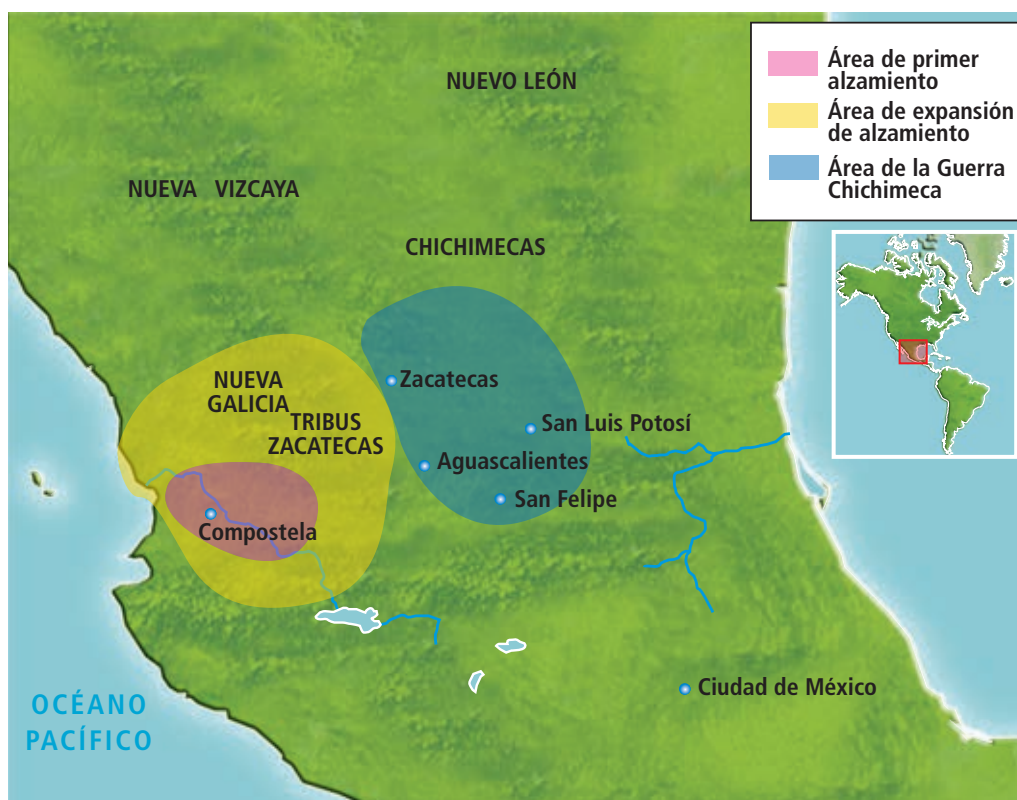 NUEVO LEÓN
Área de primer
alzamiento
Área de expansión
de alzamiento
Área de la Guerra
Chichimeca
NUEVA VIZCAYA
CHICHIMECAS
NUEVA
GALICIA
TRIBUS
ZACATECAS
Zacatecas
San Luis Potosí
Aguascalientes
San Felipe
Compostela
Ciudad de México
OCÉANO
PACÍFICO